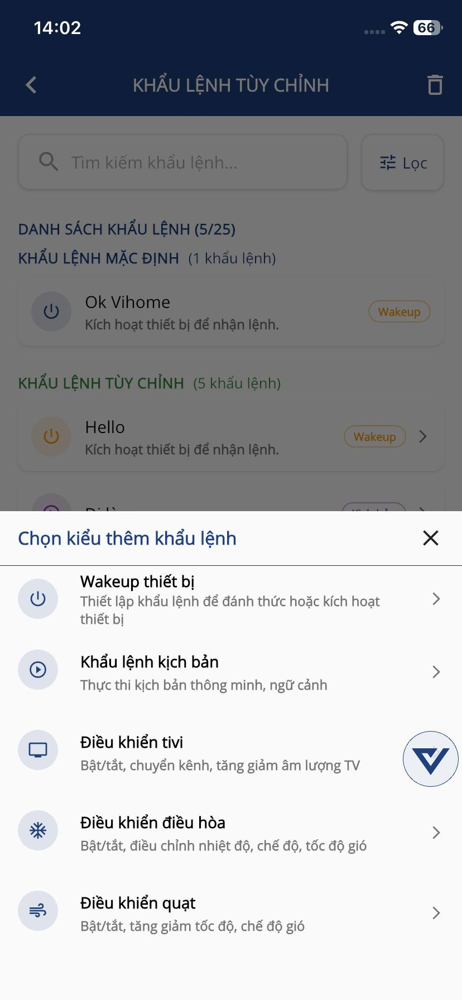 14:02
66
KHẨU LỆNH TÙY CHỈNH
Tìm kiếm khẩu lệnh...
Lọc
DANH SÁCH KHẨU LỆNH (5/25)
KHẨU LỆNH MẶC ĐỊNH (1 khẩu lệnh)
Ok Vihome
Kích hoạt thiết bị để nhận lệnh.
Wakeup
KHẨU LỆNH TÙY CHỈNH (5 khẩu lệnh)
Hello
Kích hoạt thiết bị để nhận lệnh.
Wakeup
Chọn kiểu thêm khẩu lệnh
Wakeup thiết bị
Thiết lập khẩu lệnh để đánh thức hoặc kích hoạt
thiết bị
Khẩu lệnh kịch bản
Thực thi kịch bản thông minh, ngữ cảnh
Điều khiển tivi
Bật/tắt, chuyển kênh, tăng giảm âm lượng TV
Điều khiển điều hòa
Bật/tắt, điều chỉnh nhiệt độ, chế độ, tốc độ gió
Điều khiển quạt
Bật/tắt, tăng giảm tốc độ, chế độ gió